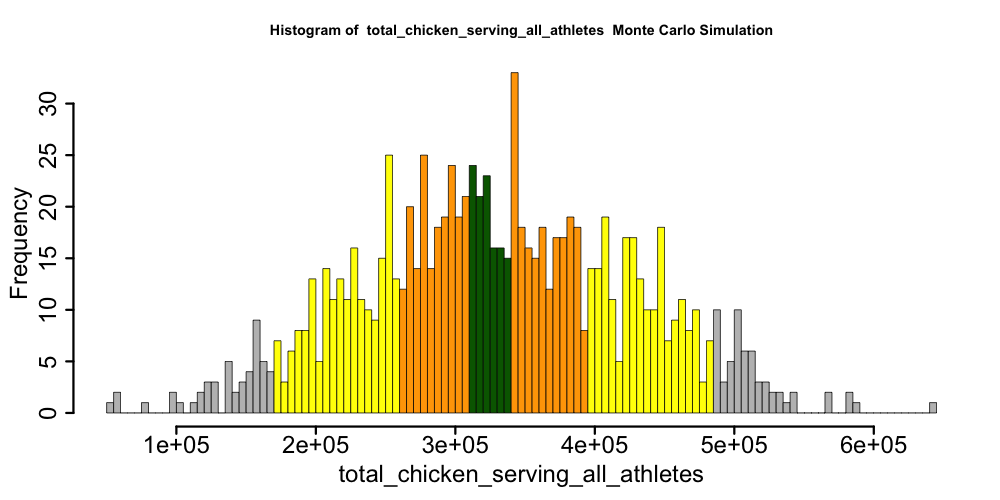 Histogram of  total_chicken_serving_all_athletes  Monte Carlo Simulation
Frequency
30
25
20
15
10
5
0
1e+05 2e+05 3e+05 4e+05 5e+05 6e+05
total_chicken_serving_all_athletes